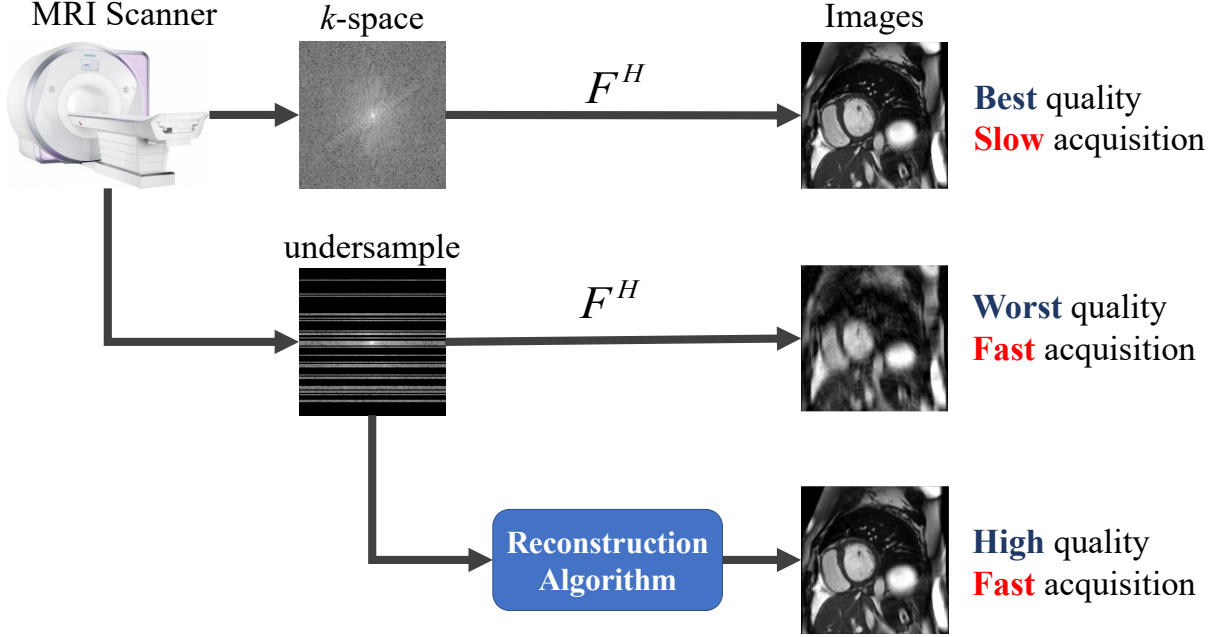 MRI Scanner
k-space
Images
F^H
Best quality
Slow acquisition
undersample
F^H
Worst quality
Fast acquisition
Reconstruction
Algorithm
High quality
Fast acquisition